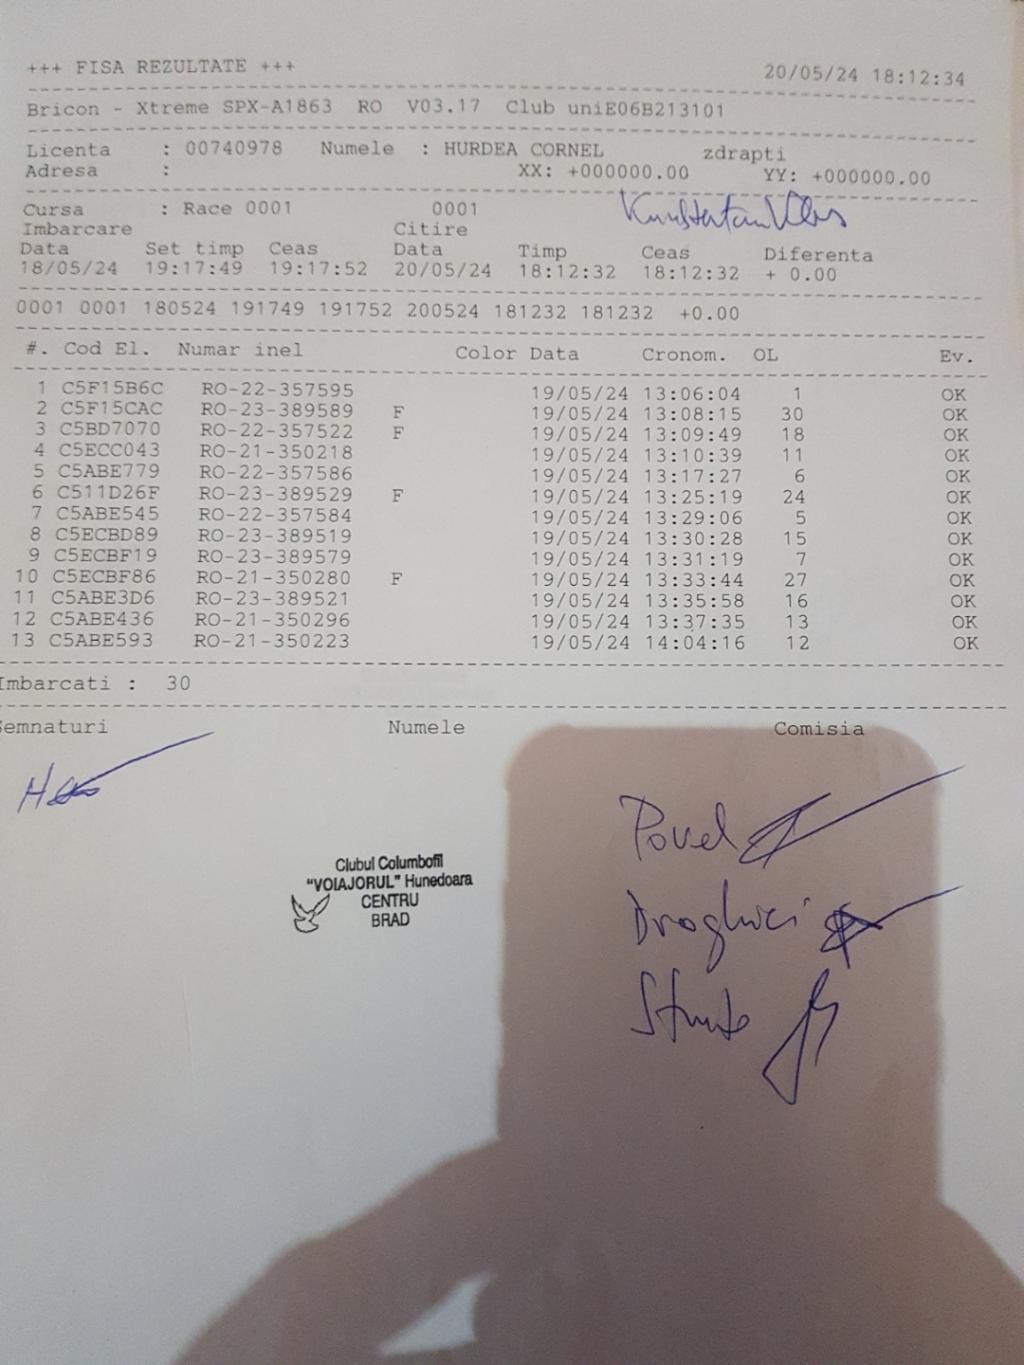 +++ FISA REZULTATE +++ 20/05/24 18:12:34
Bricon - Xtreme SPX-A1863 RO V03.17 Club uniE06B213101
Licenta : 00740978 Numele : HURDEA CORNEL zdrapti
Adresa : XX: +000000.00 YY: +000000.00
Cursa : Race 0001 0001
Imbarcare Citire
Data Set timp Ceas Data Timp Ceas Diferenta
18/05/24 19:17:49 19:17:52 20/05/24 18:12:32 18:12:32 + 0.00
0001 0001 180524 191749 191752 200524 181232 181232 +0.00
#. Cod El. Numar inel Color Data Cronom. OL Ev.
1 C5F15B6C RO-22-357595 19/05/24 13:06:04 1 OK
2 C5F15CAC RO-23-389589 F 19/05/24 13:08:15 30 OK
3 C5BD7070 RO-22-357522 F 19/05/24 13:09:49 18 OK
4 C5ECC043 RO-21-350218 19/05/24 13:10:39 11 OK
5 C5ABE779 RO-22-357586 19/05/24 13:17:27 6 OK
6 C511D26F RO-23-389529 F 19/05/24 13:25:19 24 OK
7 C5ABE545 RO-22-357584 19/05/24 13:29:06 5 OK
8 C5ECBD89 RO-23-389519 19/05/24 13:30:28 15 OK
9 C5ECBF19 RO-23-389579 19/05/24 13:31:19 7 OK
10 C5ECBF86 RO-21-350280 F 19/05/24 13:33:44 27 OK
11 C5ABE3D6 RO-23-389521 19/05/24 13:35:58 16 OK
12 C5ABE436 RO-21-350296 19/05/24 13:37:35 13 OK
13 C5ABE593 RO-21-350223 19/05/24 14:04:16 12 OK
Imbarcati : 30
Semnaturi Numele Comisia
Clubul Columbofil
"VOIAJORUL" Hunedoara
CENTRU
BRAD
Povel
Droghici